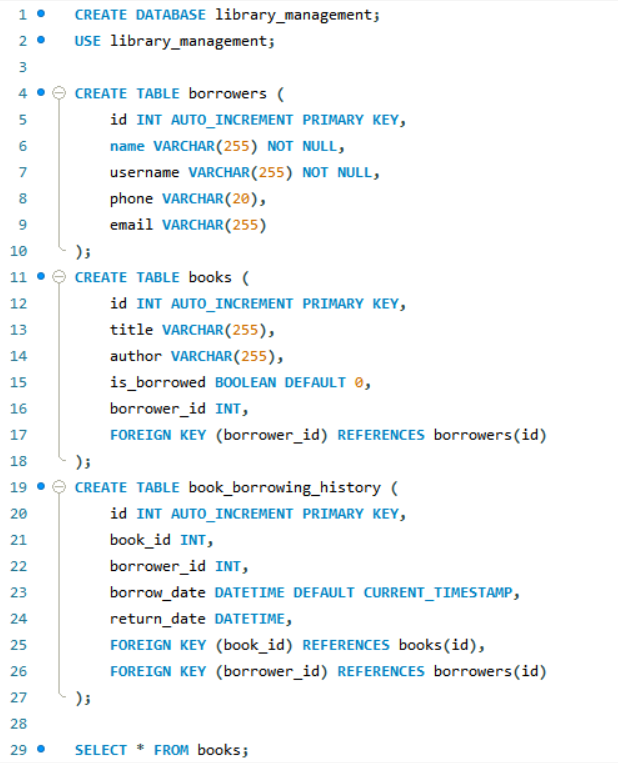 1 CREATE DATABASE library_management;
2 USE library_management;
3
4 CREATE TABLE borrowers (
5 id INT AUTO_INCREMENT PRIMARY KEY,
6 name VARCHAR(255) NOT NULL,
7 username VARCHAR(255) NOT NULL,
8 phone VARCHAR(20),
9 email VARCHAR(255)
10 );
11 CREATE TABLE books (
12 id INT AUTO_INCREMENT PRIMARY KEY,
13 title VARCHAR(255),
14 author VARCHAR(255),
15 is_borrowed BOOLEAN DEFAULT 0,
16 borrower_id INT,
17 FOREIGN KEY (borrower_id) REFERENCES borrowers(id)
18 );
19 CREATE TABLE book_borrowing_history (
20 id INT AUTO_INCREMENT PRIMARY KEY,
21 book_id INT,
22 borrower_id INT,
23 borrow_date DATETIME DEFAULT CURRENT_TIMESTAMP,
24 return_date DATETIME,
25 FOREIGN KEY (book_id) REFERENCES books(id),
26 FOREIGN KEY (borrower_id) REFERENCES borrowers(id)
27 );
28
29 SELECT * FROM books;